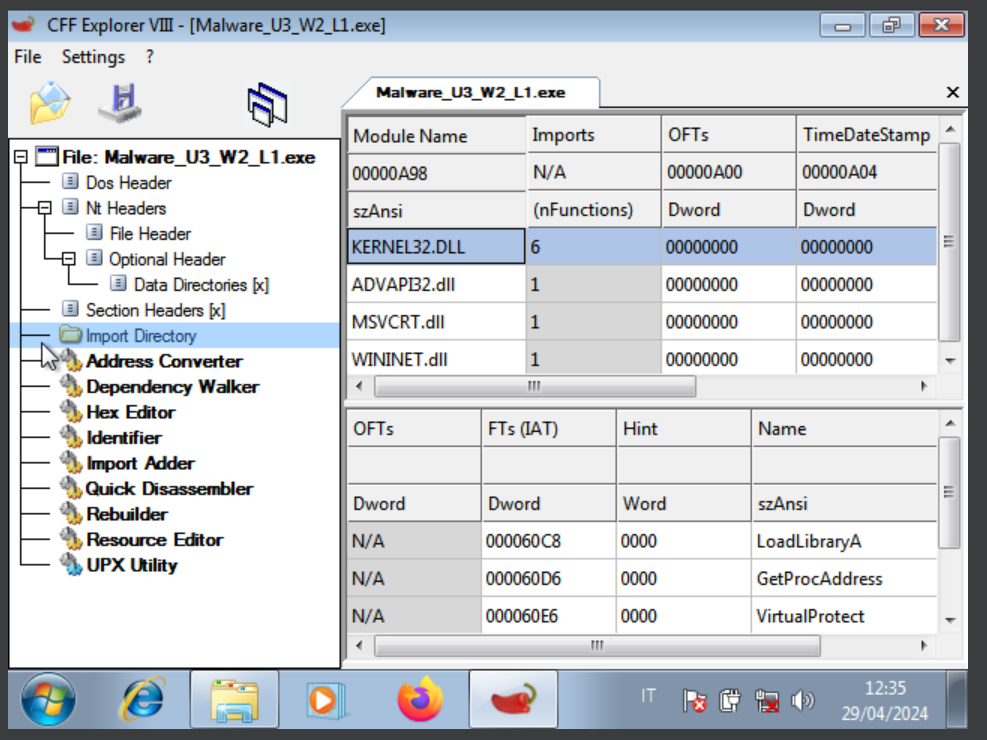 CFF Explorer VIII - [Malware_U3_W2_L1.exe]
File Settings ?
Malware_U3_W2_L1.exe
File: Malware_U3_W2_L1.exe
Dos Header
Nt Headers
File Header
Optional Header
Data Directories [x]
Section Headers [x]
Import Directory
Address Converter
Dependency Walker
Hex Editor
Identifier
Import Adder
Quick Disassembler
Rebuilder
Resource Editor
UPX Utility
Module Name Imports OFTs TimeDateStamp
00000A98 N/A 00000A00 00000A04
szAnsi (nFunctions) Dword Dword
KERNEL32.DLL 6 00000000 00000000
ADVAPI32.dll 1 00000000 00000000
MSVCRT.dll 1 00000000 00000000
WININET.dll 1 00000000 00000000
OFTs FTs (IAT) Hint Name
Dword Dword Word szAnsi
N/A 000060C8 0000 LoadLibraryA
N/A 000060D6 0000 GetProcAddress
N/A 000060E6 0000 VirtualProtect
IT
12:35
29/04/2024